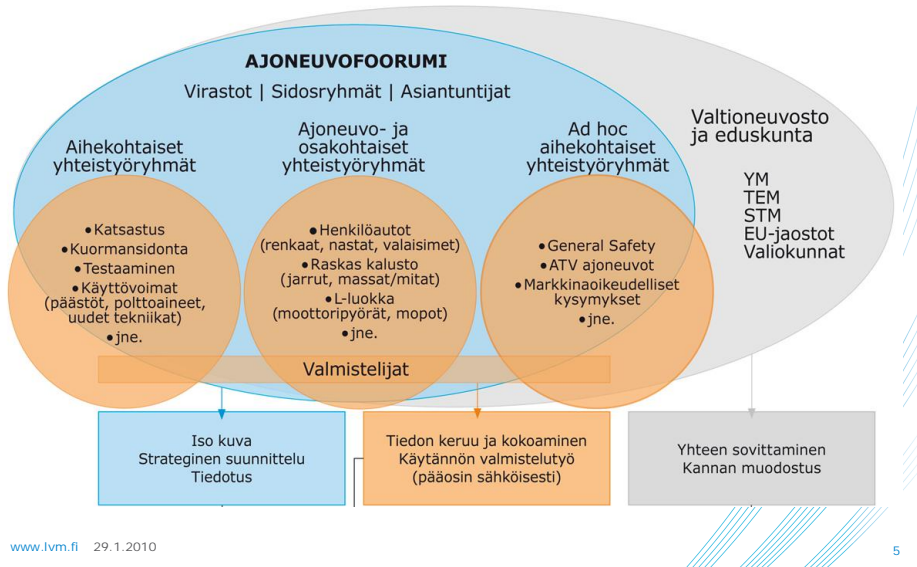 AJONEUVOFOORUMI
Virastot | Sidosryhmät | Asiantuntijat
Aihekohtaiset
yhteistyöryhmät
• Katsastus
• Kuormansidonta
• Testaaminen
• Käyttövoimat
(päästöt, polttoaineet,
uudet tekniikat)
• jne.
Ajoneuvo- ja
osakohtaiset
yhteistyöryhmät
• Henkilöautot
(renkaat, nastat, valaisimet)
• Raskas kalusto
(jarrut, massat/mitat)
• L-luokka
(moottoripyörät, mopot)
• jne.
Ad hoc
aihekohtaiset
yhteistyöryhmät
• General Safety
• ATV ajoneuvot
• Markkinaoikeudelliset
kysymykset
• jne.
Valtioneuvosto
ja eduskunta
YM
TEM
STM
EU-jaostot
Valiokunnat
Valmistelijat
Iso kuva
Strateginen suunnittelu
Tiedotus
Tiedon keruu ja kokoaminen
Käytännön valmistelutyö
(pääosin sähköisesti)
Yhteen sovittaminen
Kannan muodostus
www.lvm.fi 29.1.2010
5